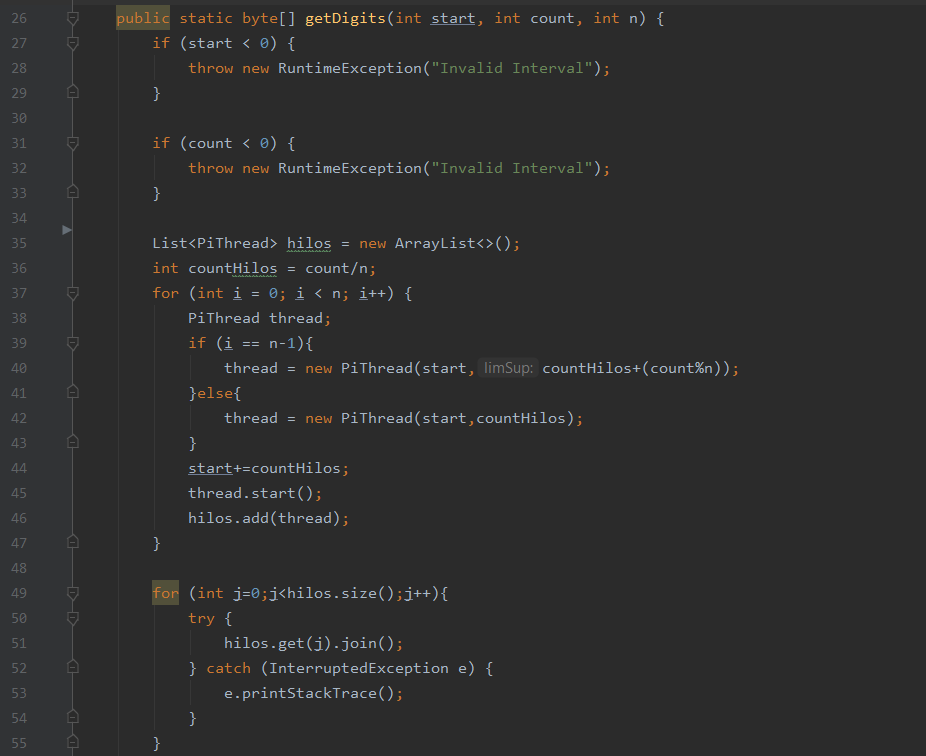 26 public static byte[] getDigits(int start, int count, int n) {
27 if (start < 0) {
28 throw new RuntimeException("Invalid Interval");
29 }
30
31 if (count < 0) {
32 throw new RuntimeException("Invalid Interval");
33 }
34
35 List<PiThread> hilos = new ArrayList<>();
36 int countHilos = count/n;
37 for (int i = 0; i < n; i++) {
38 PiThread thread;
39 if (i == n-1){
40 thread = new PiThread(start, limSup: countHilos+(count%n));
41 }else{
42 thread = new PiThread(start,countHilos);
43 }
44 start+=countHilos;
45 thread.start();
46 hilos.add(thread);
47 }
48
49 for (int j=0;j<hilos.size();j++){
50 try {
51 hilos.get(j).join();
52 } catch (InterruptedException e) {
53 e.printStackTrace();
54 }
55 }